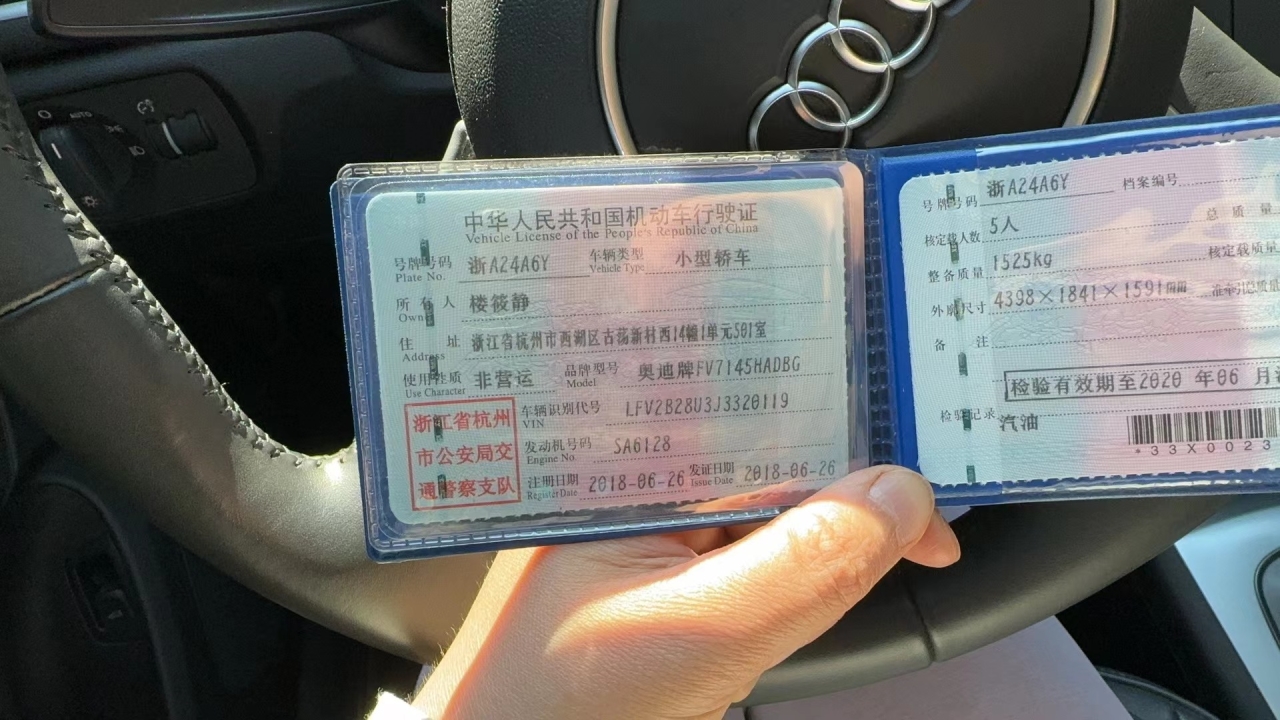 AUTO
中华人民共和国机动车行驶证
Vehicle License of the People's Republic of China
号牌号码 浙A24A6Y 车辆类型 小型轿车
Plate No. Vehicle Type
所有人 楼筱静
Owner
住址 浙江省杭州市西湖区古荡新村西14幢1单元501室
Address
使用性质 非营运 品牌型号 奥迪牌FV7145HADBG
Use Character Model
浙江省杭州
市公安局交
通警察支队
车辆识别代号 LFV2B28U3J3320119
VIN
发动机号码 SA6128
Engine No.
注册日期 2018-06-26 发证日期 2018-06-26
Register Date Issue Date
号牌号码 浙A24A6Y 档案编号
核定载人数 5人 总质量
整备质量 1525kg 核定载质量
外廓尺寸 4398×1841×1591mm 准牵引总质
备注
检验有效期至2020 年06 月
检验记录 汽油
*33X0023